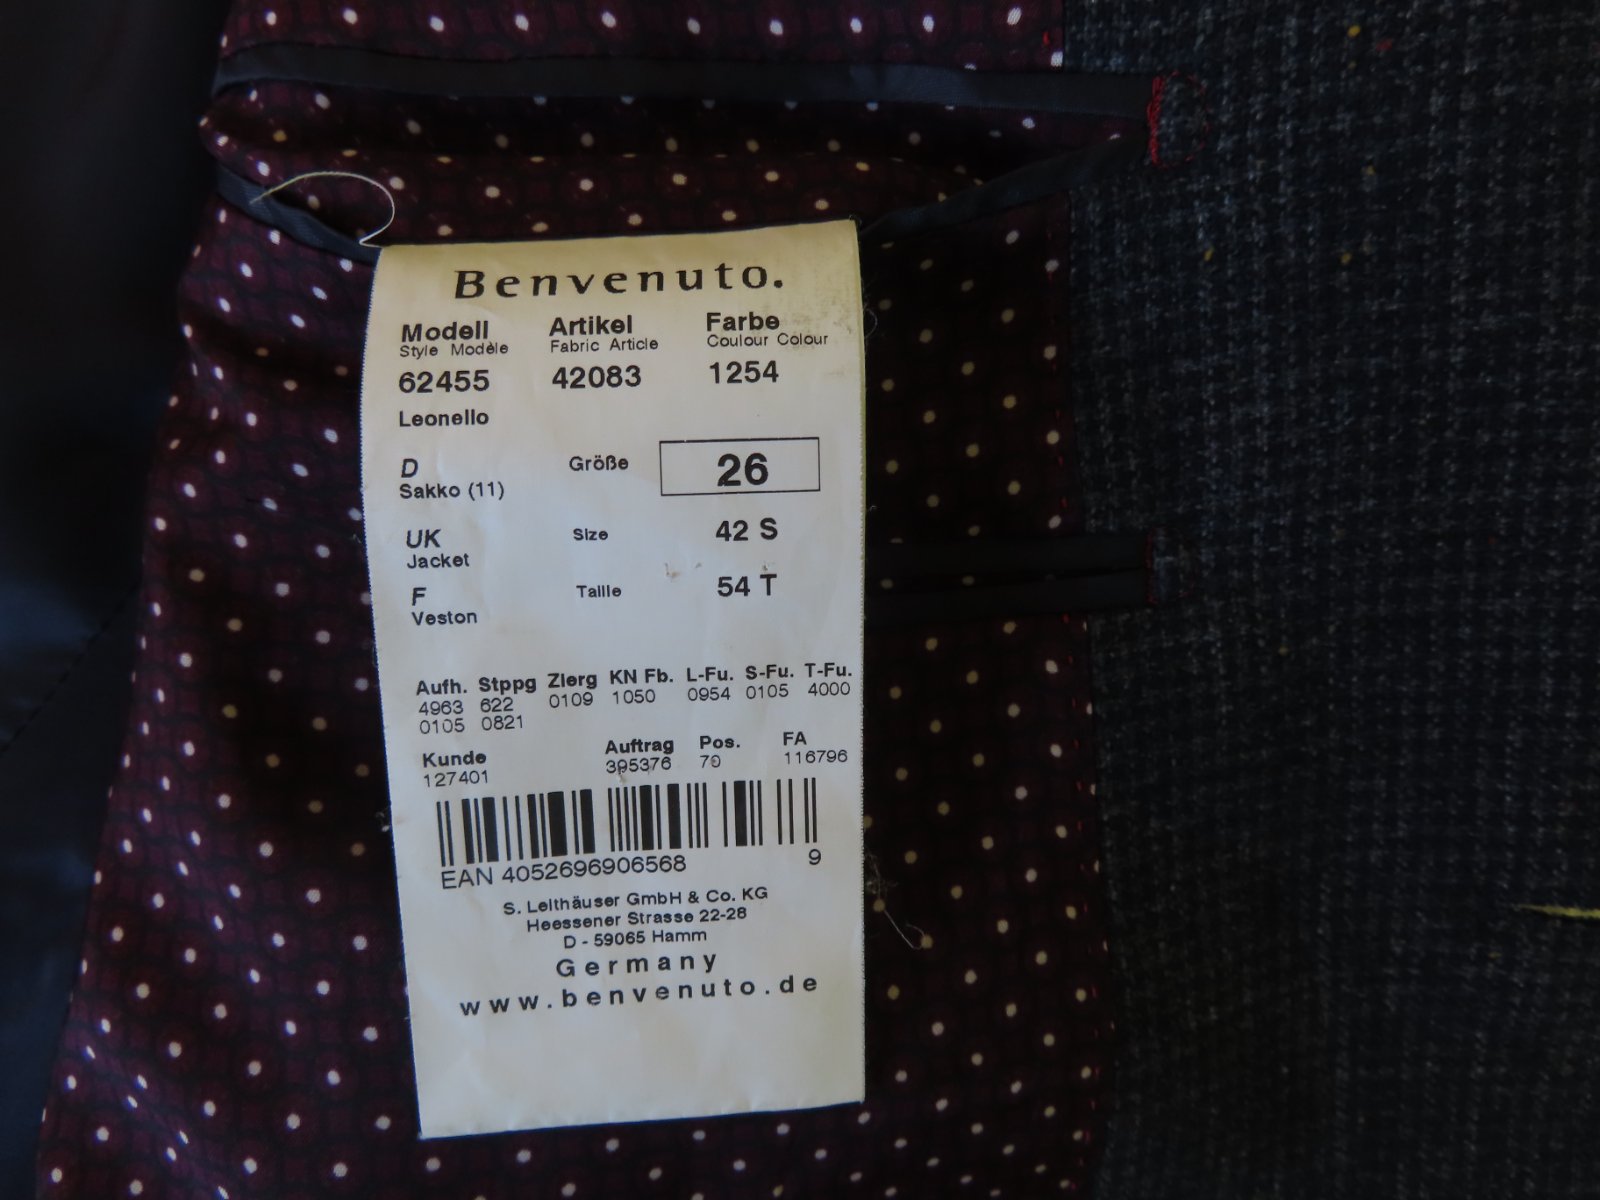 Benvenuto.
Modell Artikel Farbe
Style Modèle Fabric Article Coulour Colour
62455 42083 1254
Leonello
D Größe 26
Sakko (11)
UK Size 42 S
Jacket
F Taille 54 T
Veston
Aufh. Stppg Zierg KN Fb. L-Fu. S-Fu. T-Fu.
4963 622 0109 1050 0954 0105 4000
0105 0821
Kunde Auftrag Pos. FA
127401 395376 70 116796
EAN 4052696906568 9
S. Leithäuser GmbH & Co. KG
Heessener Strasse 22-28
D - 59065 Hamm
Germany
www.benvenuto.de